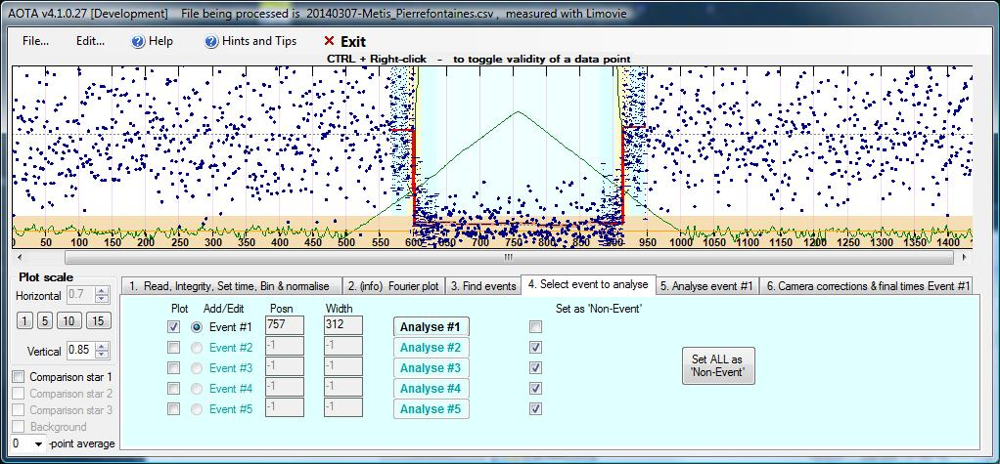 AOTA v4.1.0.27 [Development] File being processed is 20140307-Metis_Pierrefontaines.csv , measured with Limovie
File... Edit... Help Hints and Tips Exit
CTRL + Right-click - to toggle validity of a data point
0 50 100 150 200 250 300 350 400 450 500 550 600 650 700 750 800 850 900 950 1000 1050 1100 1150 1200 1250 1300 1350 1400
Plot scale
Horizontal 0.7
1 5 10 15
Vertical 0.85
Comparison star 1
Comparison star 2
Comparison star 3
Background
0 -point average
1. Read, Integrity, Set time, Bin & normalise 2. (info) Fourier plot 3. Find events 4. Select event to analyse 5. Analyse event #1 6. Camera corrections & final times Event #1
Plot Add/Edit Posn Width Set as 'Non-Event'
Event #1 757 312 Analyse #1
Event #2 -1 -1 Analyse #2
Event #3 -1 -1 Analyse #3
Event #4 -1 -1 Analyse #4
Event #5 -1 -1 Analyse #5
Set ALL as
'Non-Event'